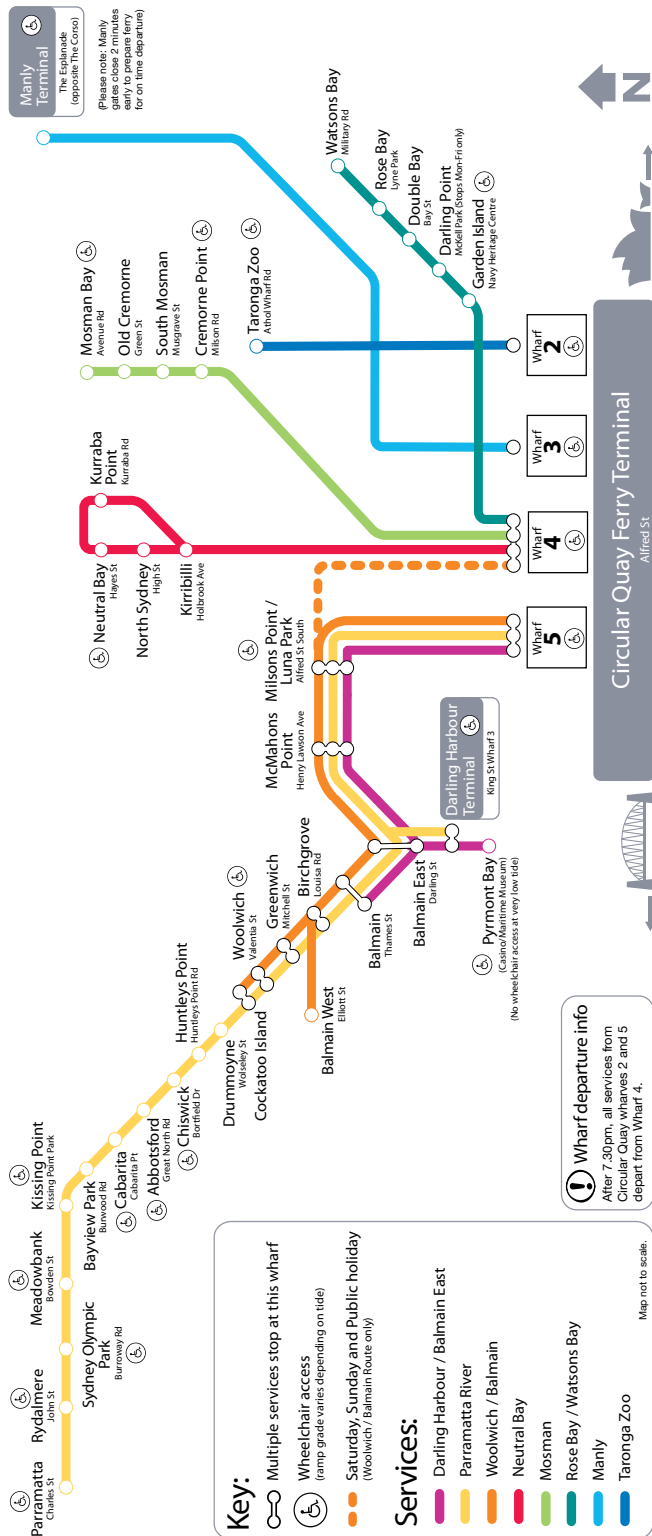 Parramatta
Charles St
Rydalmere
John St
Sydney Olympic
Park
Burroway Rd
Meadowbank
Bowden St
Kissing Point
Kissing Point Park
Bayview Park
Burwood Rd
Cabarita
Cabarita Pt
Abbotsford
Great North Rd
Chiswick
Bortfield Dr
Huntleys Point
Huntleys Point Rd
Drummoyne
Wolseley St
Cockatoo Island
Woolwich
Valentia St
Greenwich
Mitchell St
Birchgrove
Louisa Rd
Balmain West
Elliott St
Balmain
Thames St
Balmain East
Darling St
Pyrmont Bay
(Casino/Maritime Museum)
(No wheelchair access at very low tide)
Darling Harbour
Terminal
King St Wharf 3
McMahons
Point
Henry Lawson Ave
Milsons Point /
Luna Park
Alfred St South
Neutral Bay
Hayes St
North Sydney
High St
Kirribilli
Holbrook Ave
Kurraba
Point
Kurraba Rd
Mosman Bay
Avenue Rd
Old Cremorne
Green St
South Mosman
Musgrave St
Cremorne Point
Milson Rd
Taronga Zoo
Athol Wharf Rd
Manly
Terminal
The Esplanade
(opposite The Corso)
(Please note: Manly
gates close 2 minutes
early to prepare ferry
for on time departure)
Watsons Bay
Military Rd
Rose Bay
Lyne Park
Double Bay
Bay St
Darling Point
McKell Park (Stops Mon-Fri only)
Garden Island
Navy Heritage Centre
Wharf
5
Wharf
4
Wharf
3
Wharf
2
Circular Quay Ferry Terminal
Alfred St
N
Key:
Multiple services stop at this wharf
Wheelchair access
(ramp grade varies depending on tide)
Saturday, Sunday and Public holiday
(Woolwich / Balmain Route only)
Services:
Darling Harbour / Balmain East
Parramatta River
Woolwich / Balmain
Neutral Bay
Mosman
Rose Bay / Watsons Bay
Manly
Taronga Zoo
Map not to scale.
! Wharf departure info
After 7.30pm, all services from
Circular Quay wharves 2 and 5
depart from Wharf 4.